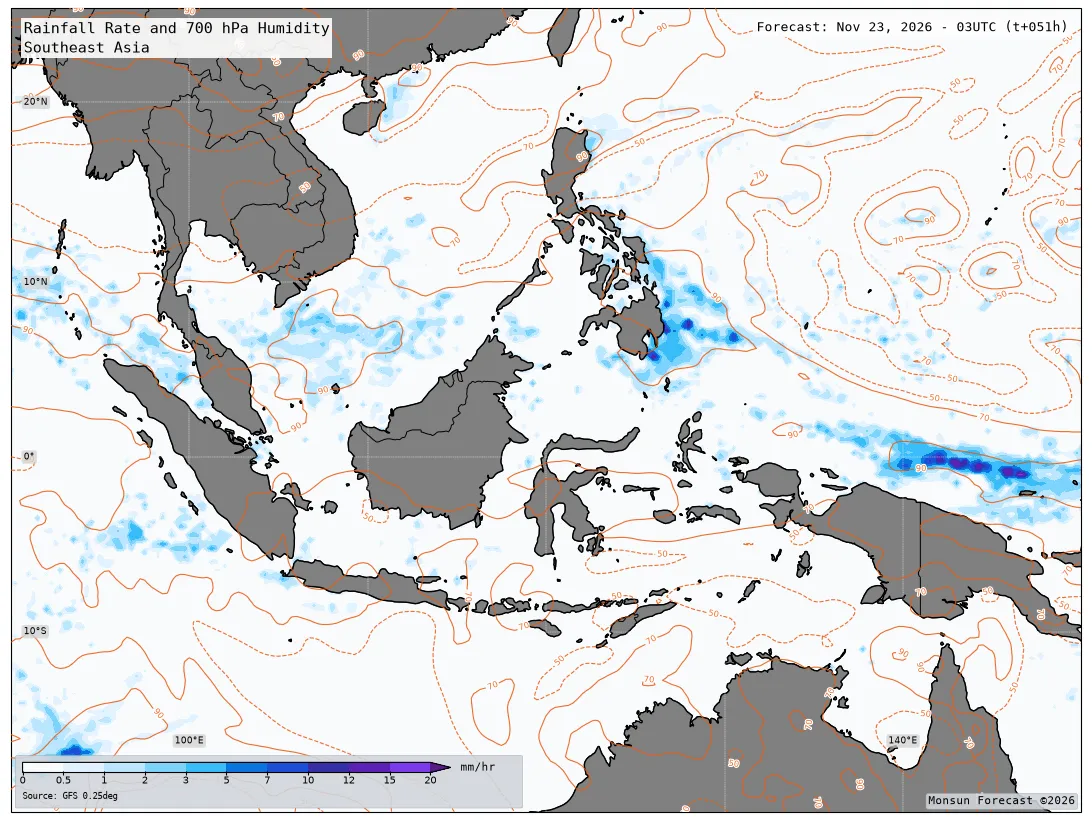 Rainfall Rate and 700 hPa Humidity
Southeast Asia
Forecast: Nov 23, 2026 - 03UTC (t+051h)
20°N
10°N
0°
10°S
100°E
140°E
mm/hr
0 0.5 1 2 3 5 7 10 12 15 20
Source: GFS 0.25deg
Monsun Forecast ©2026